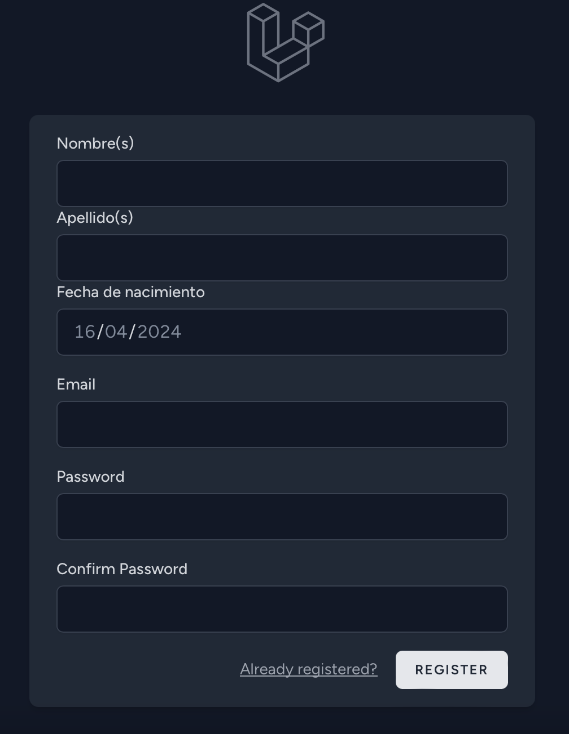 Nombre(s)
Apellido(s)
Fecha de nacimiento
16/04/2024
Email
Password
Confirm Password
Already registered? REGISTER